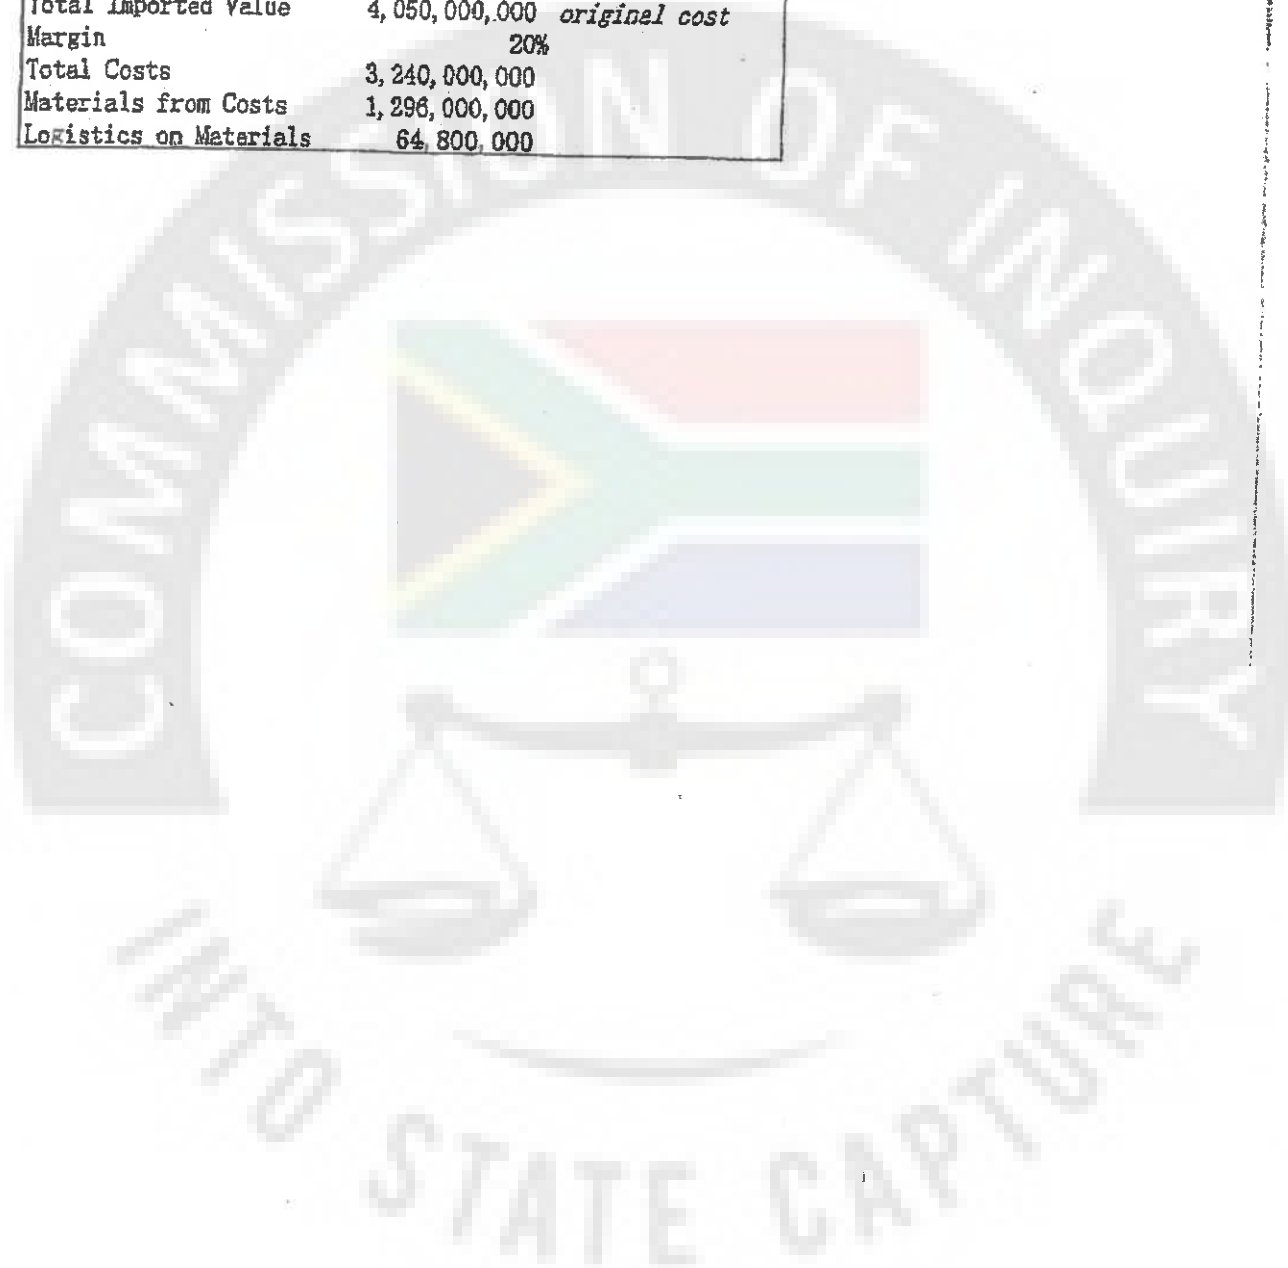 Total Imported Value 4,050,000,000 original cost
Margin 20%
Total Costs 3,240,000,000
Materials from Costs 1,296,000,000
Logistics on Materials 64,800,000
COMMISSION OF INQUIRY
INTO STATE CAPTURE